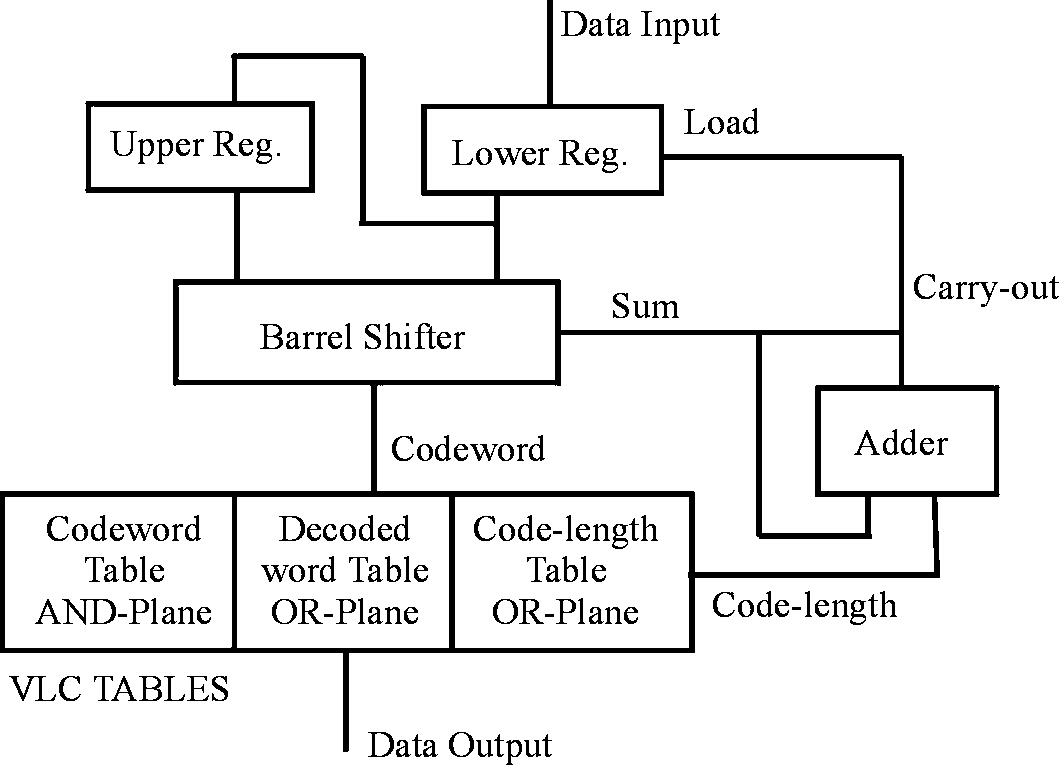 Data Input
Upper Reg.
Lower Reg.
Load
Carry-out
Sum
Barrel Shifter
Adder
Codeword
Codeword
Table
AND-Plane
Decoded
word Table
OR-Plane
Code-length
Table
OR-Plane
Code-length
VLC TABLES
Data Output